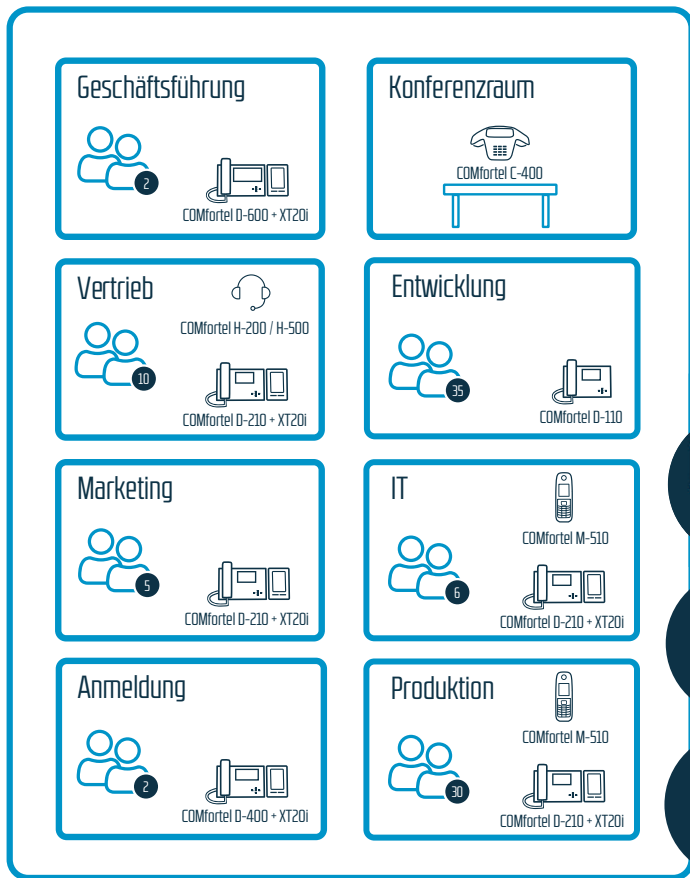 Geschäftsführung
2
COMfortel D-600 + XT20i
Konferenzraum
COMfortel C-400
Vertrieb
COMfortel H-200 / H-500
10
COMfortel D-210 + XT20i
Entwicklung
35
COMfortel D-110
Marketing
5
COMfortel D-210 + XT20i
IT
COMfortel M-510
6
COMfortel D-210 + XT20i
Anmeldung
2
COMfortel D-400 + XT20i
Produktion
COMfortel M-510
30
COMfortel D-210 + XT20i